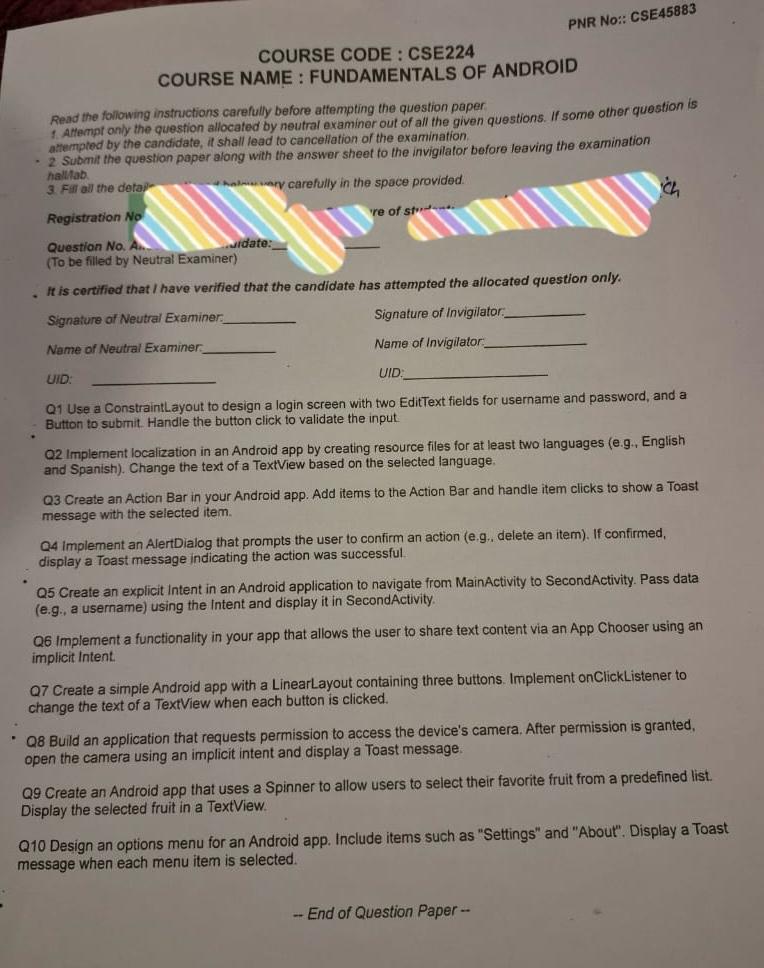 PNR No:: CSE45883
COURSE CODE : CSE224
COURSE NAME : FUNDAMENTALS OF ANDROID
Read the following instructions carefully before attempting the question paper.
1. Attempt only the question allocated by neutral examiner out of all the given questions. If some other question is
attempted by the candidate, it shall lead to cancellation of the examination.
2. Submit the question paper along with the answer sheet to the invigilator before leaving the examination
hall/lab.
3. Fill all the very carefully in the space provided.
Registration No of
Question No.
(To be filled by Neutral Examiner)
It is certified that I have verified that the candidate has attempted the allocated question only.
Signature of Neutral Examiner:__________ Signature of Invigilator:__________
Name of Neutral Examiner:__________ Name of Invigilator:__________
UID: __________ UID:__________
Q1 Use a ConstraintLayout to design a login screen with two EditText fields for username and password, and a
Button to submit. Handle the button click to validate the input.
Q2 Implement localization in an Android app by creating resource files for at least two languages (e.g., English
and Spanish). Change the text of a TextView based on the selected language.
Q3 Create an Action Bar in your Android app. Add items to the Action Bar and handle item clicks to show a Toast
message with the selected item.
Q4 Implement an AlertDialog that prompts the user to confirm an action (e.g., delete an item). If confirmed,
display a Toast message indicating the action was successful.
Q5 Create an explicit Intent in an Android application to navigate from MainActivity to SecondActivity. Pass data
(e.g., a username) using the Intent and display it in SecondActivity.
Q6 Implement a functionality in your app that allows the user to share text content via an App Chooser using an
implicit Intent.
Q7 Create a simple Android app with a LinearLayout containing three buttons. Implement onClickListener to
change the text of a TextView when each button is clicked.
Q8 Build an application that requests permission to access the device's camera. After permission is granted,
open the camera using an implicit intent and display a Toast message.
Q9 Create an Android app that uses a Spinner to allow users to select their favorite fruit from a predefined list.
Display the selected fruit in a TextView.
Q10 Design an options menu for an Android app. Include items such as "Settings" and "About". Display a Toast
message when each menu item is selected.
-- End of Question Paper --